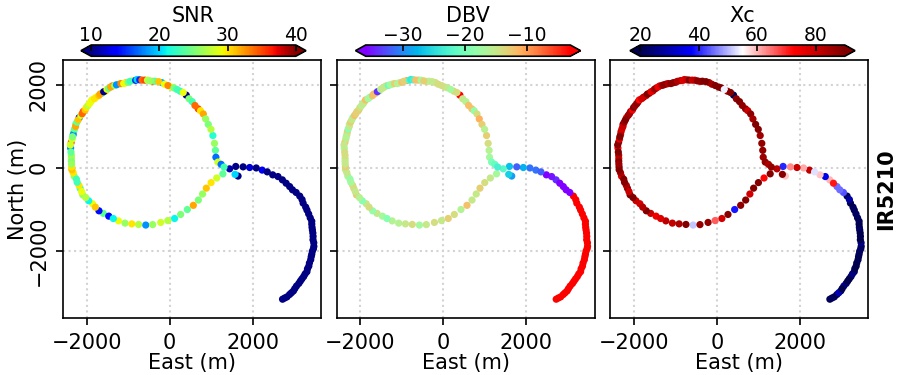 SNR DBV Xc
10 20 30 40 −30 −20 −10 20 40 60 80
2000
0
−2000
North (m)
IR5210
−2000 0 2000 −2000 0 2000 −2000 0 2000
East (m) East (m) East (m)